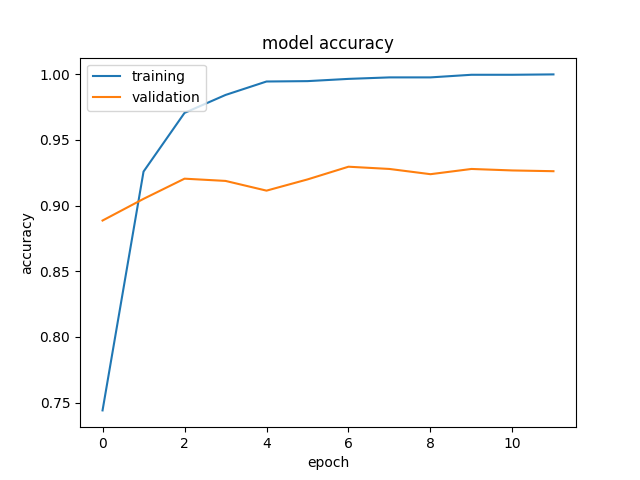 model accuracy
training
validation
1.00
0.95
0.90
0.85
0.80
0.75
accuracy
0 2 4 6 8 10
epoch